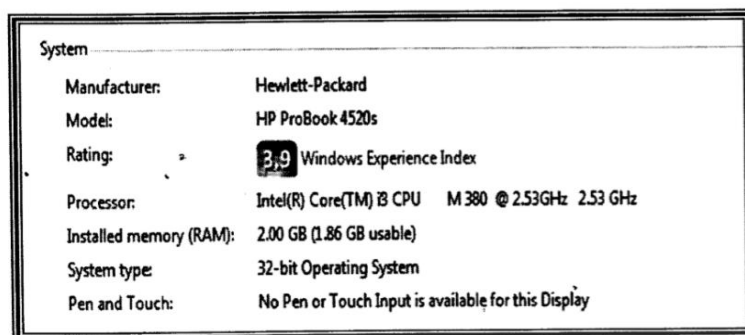 System
Manufacturer: Hewlett-Packard
Model: HP ProBook 4520s
Rating: 3,9 Windows Experience Index
Processor: Intel(R) Core(TM) i3 CPU M 380 @ 2.53GHz 2.53 GHz
Installed memory (RAM): 2.00 GB (1.86 GB usable)
System type: 32-bit Operating System
Pen and Touch: No Pen or Touch Input is available for this Display